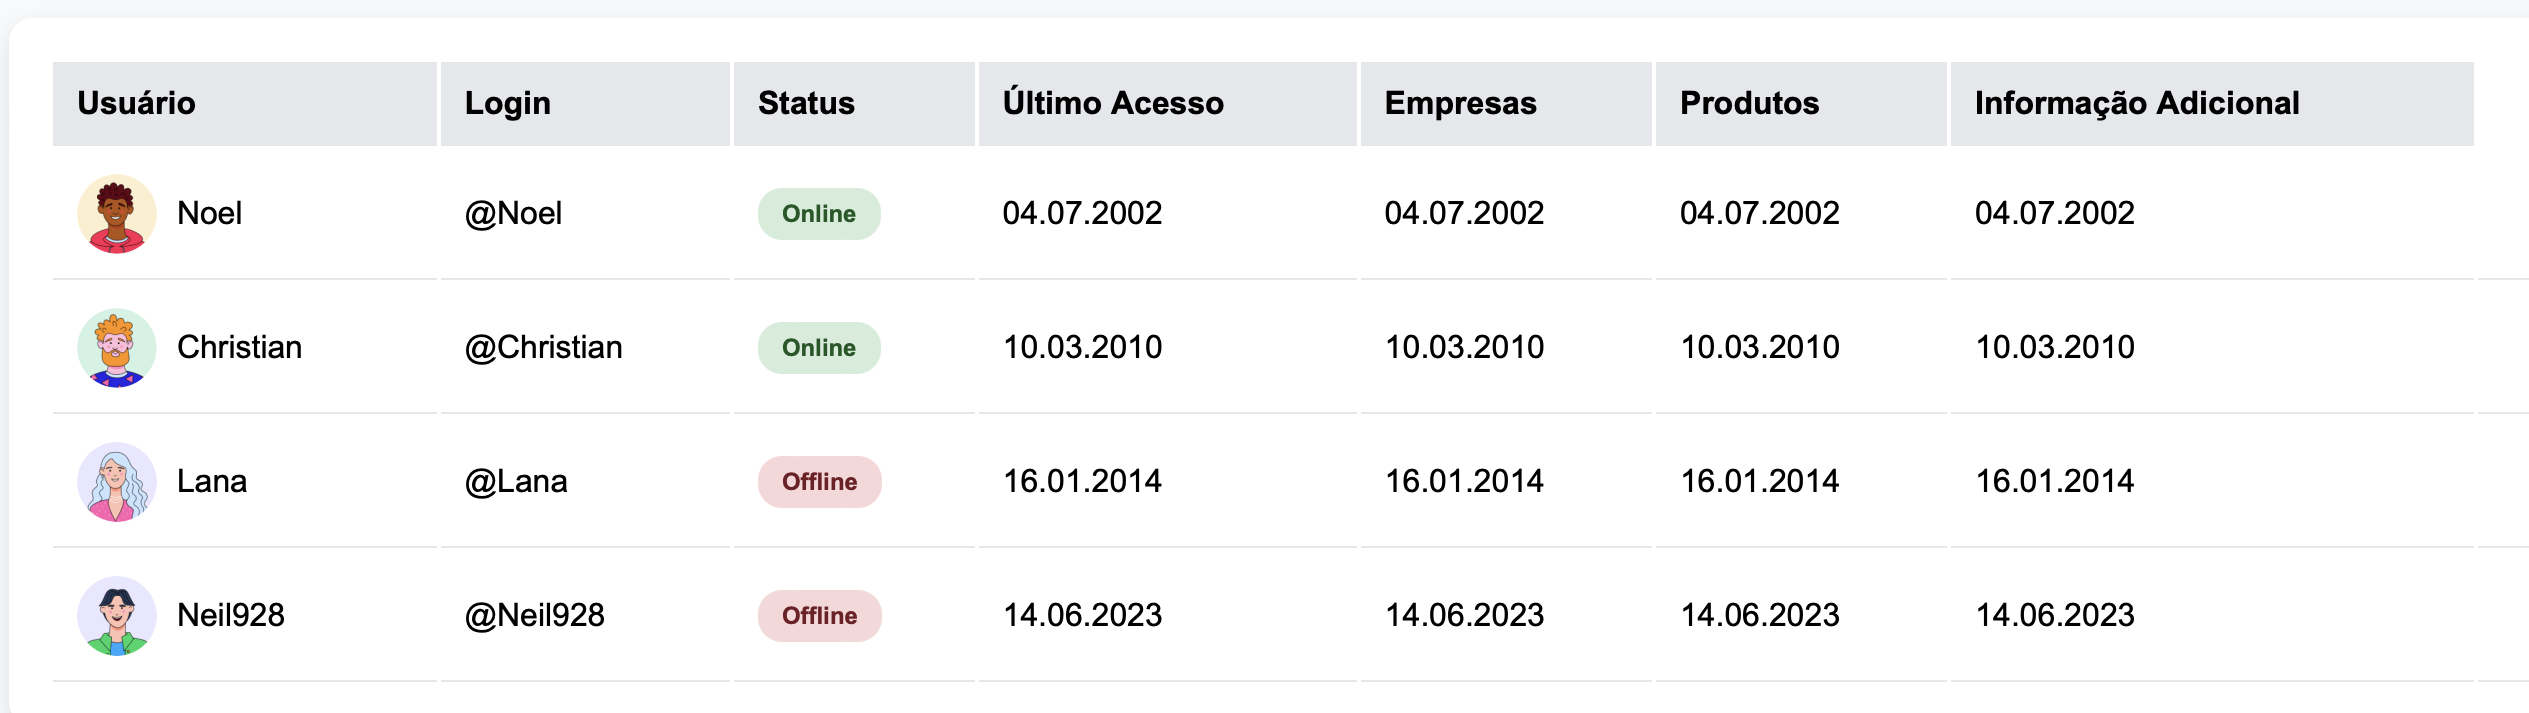 Usuário Login Status Último Acesso Empresas Produtos Informação Adicional
Noel @Noel Online 04.07.2002 04.07.2002 04.07.2002 04.07.2002
Christian @Christian Online 10.03.2010 10.03.2010 10.03.2010 10.03.2010
Lana @Lana Offline 16.01.2014 16.01.2014 16.01.2014 16.01.2014
Neil928 @Neil928 Offline 14.06.2023 14.06.2023 14.06.2023 14.06.2023